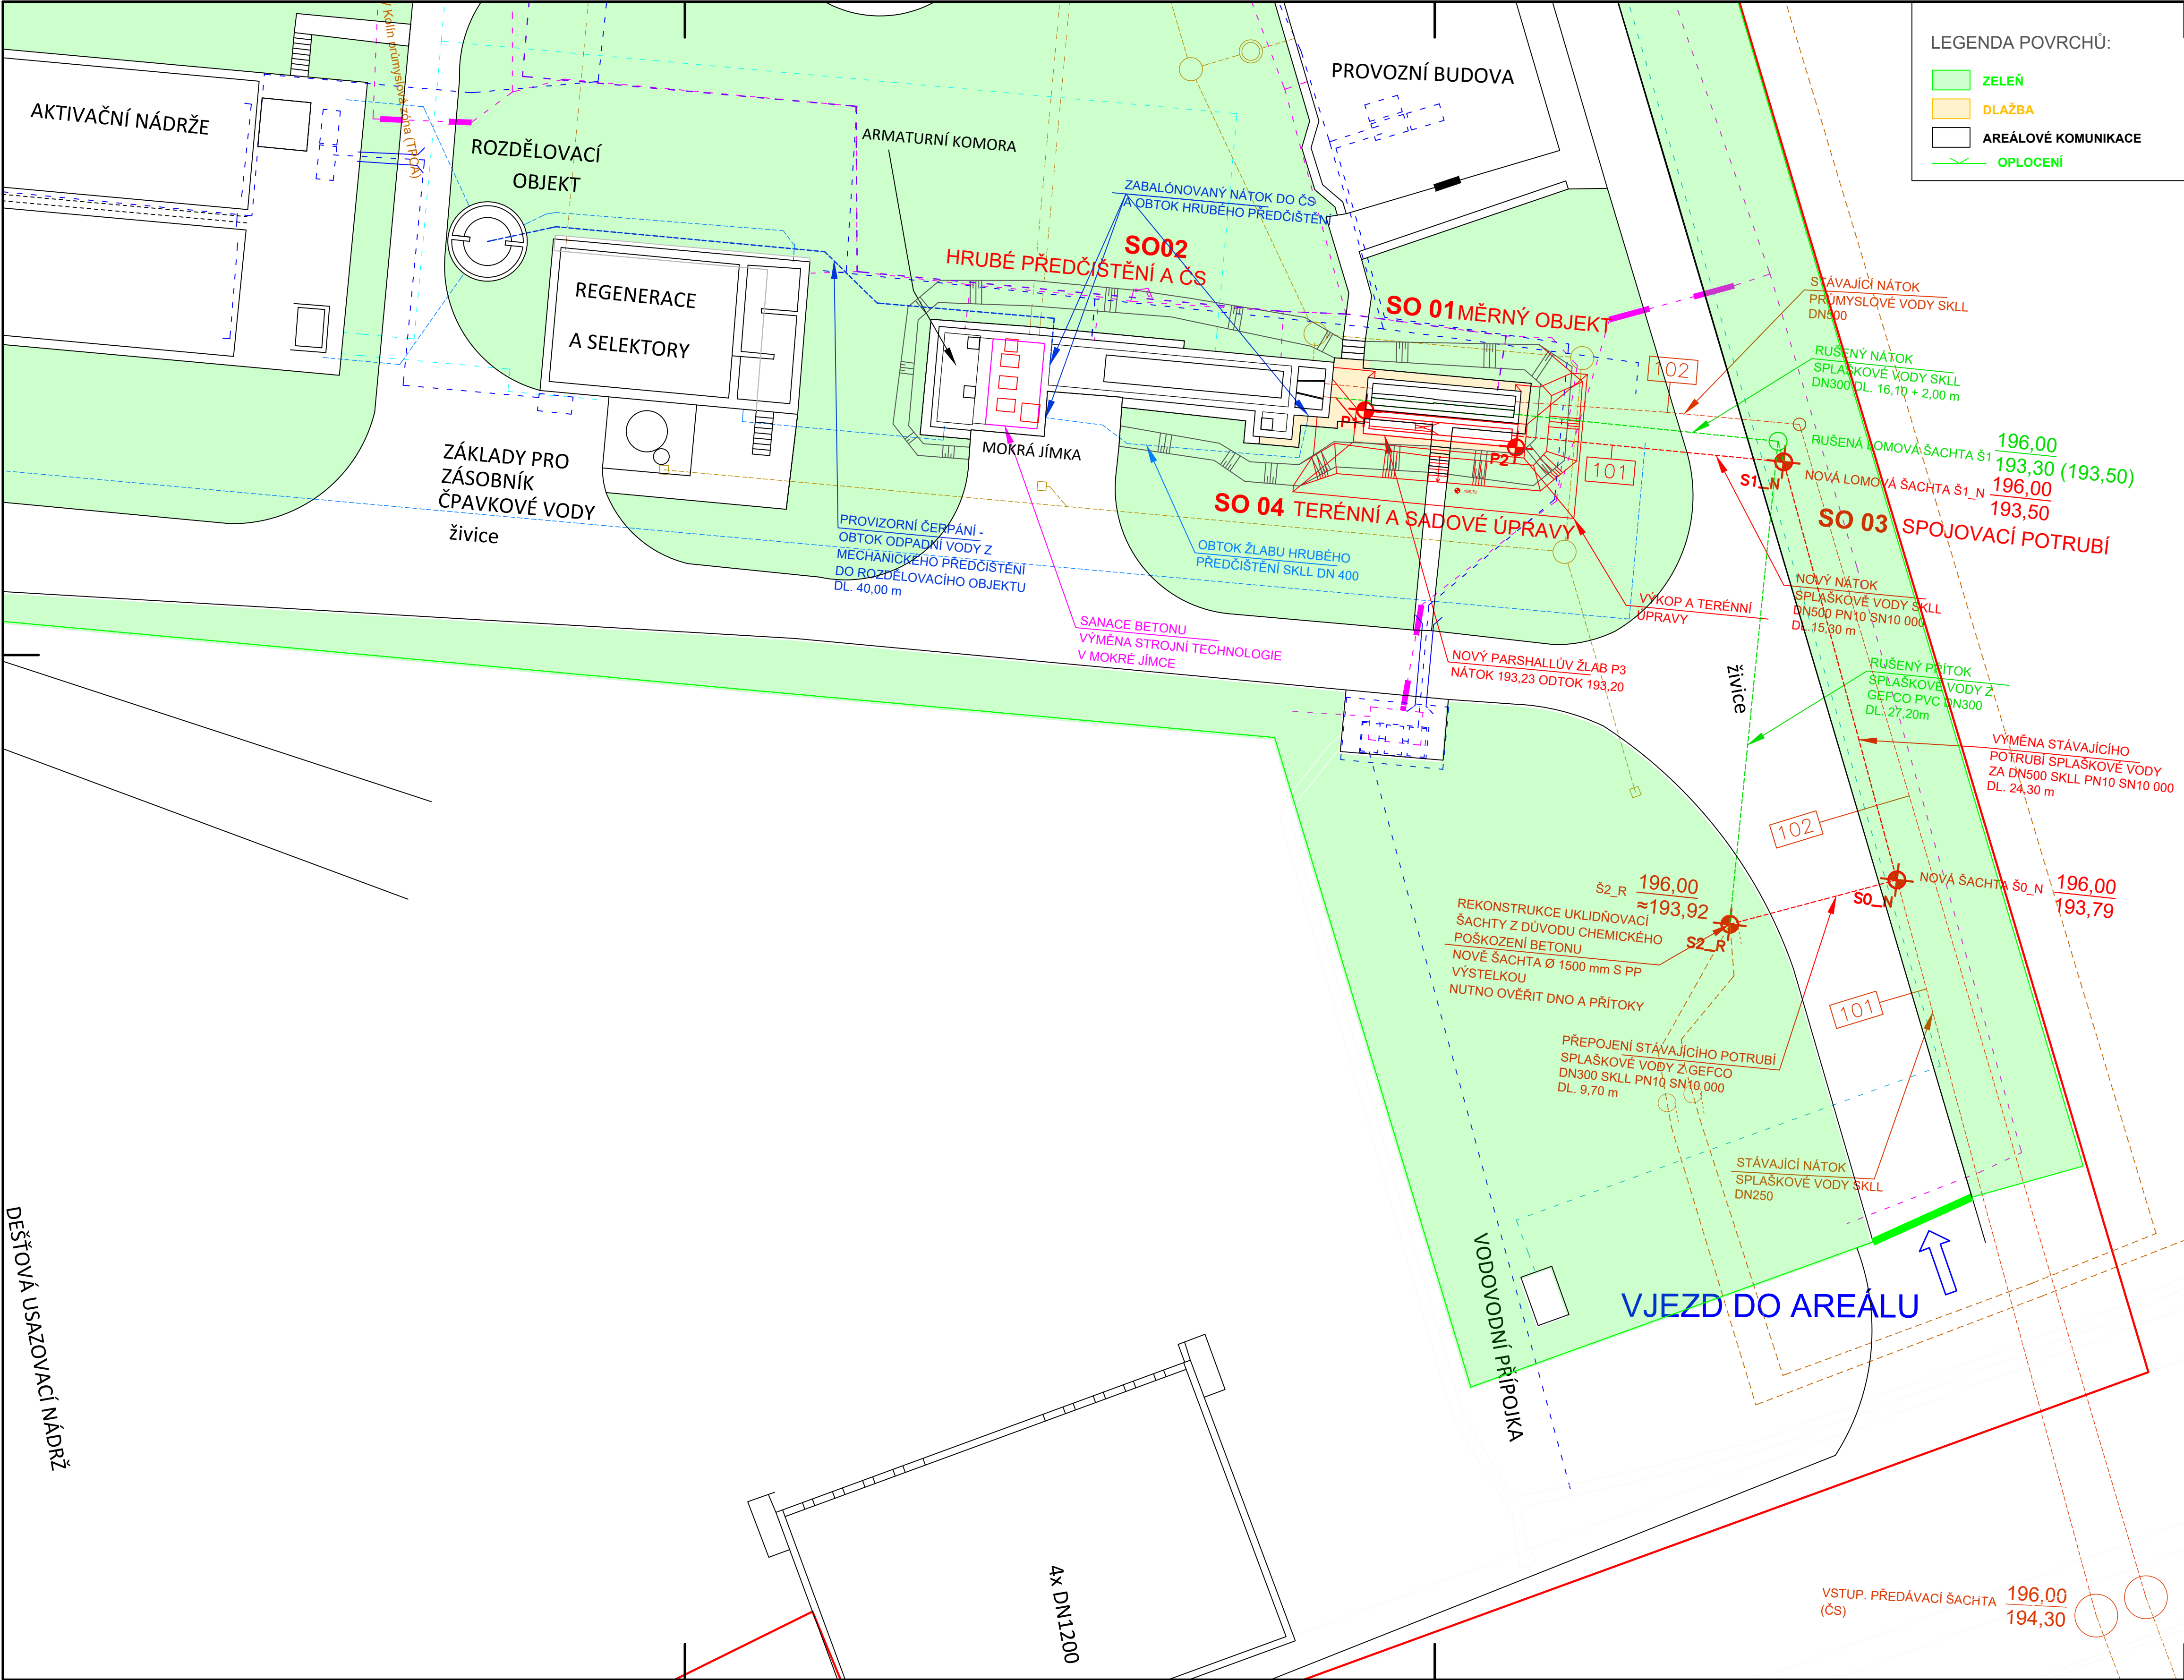 LEGENDA POVRCHŮ:
ZELEŇ
DLAŽBA
AREÁLOVÉ KOMUNIKACE
OPLOCENÍ
Kolín průmyslová zóna (TPCA)
AKTIVAČNÍ NÁDRŽE
ROZDĚLOVACÍ
OBJEKT
ARMATURNÍ KOMORA
PROVOZNÍ BUDOVA
ZABALÓNOVANÝ NÁTOK DO ČS
A OBTOK HRUBÉHO PŘEDČIŠTĚNÍ
SO02
HRUBÉ PŘEDČIŠTĚNÍ A ČS
SO 01 MĚRNÝ OBJEKT
REGENERACE
A SELEKTORY
STÁVAJÍCÍ NÁTOK
PRŮMYSLOVÉ VODY SKLL
DN500
RUŠENÝ NÁTOK
SPLAŠKOVÉ VODY SKLL
DN300 DL. 16,10 + 2,00 m
102
P1
P2
101
MOKRÁ JÍMKA
RUŠENÁ LOMOVÁ ŠACHTA Š1
196,00
193,30 (193,50)
S1_N
NOVÁ LOMOVÁ ŠACHTA Š1_N
196,00
193,50
ZÁKLADY PRO
ZÁSOBNÍK
ČPAVKOVÉ VODY
živice
SO 04 TERÉNNÍ A SADOVÉ ÚPRAVY
SO 03 SPOJOVACÍ POTRUBÍ
PROVIZORNÍ ČERPÁNÍ -
OBTOK ODPADNÍ VODY Z
MECHANICKÉHO PŘEDČIŠTĚNÍ
DO ROZDĚLOVACÍHO OBJEKTU
DL. 40,00 m
OBTOK ŽLABU HRUBÉHO
PŘEDČIŠTĚNÍ SKLL DN 400
NOVÝ NÁTOK
SPLAŠKOVÉ VODY SKLL
DN500 PN10 SN10 000
DL.15,30 m
VÝKOP A TERÉNNÍ
ÚPRAVY
SANACE BETONU
VÝMĚNA STROJNÍ TECHNOLOGIE
V MOKRÉ JÍMCE
NOVÝ PARSHALLŮV ŽLAB P3
NÁTOK 193,23 ODTOK 193,20
živice
RUŠENÝ PŘÍTOK
SPLAŠKOVÉ VODY Z
GEFCO PVC DN300
DL. 27,20m
VÝMĚNA STÁVAJÍCÍHO
POTRUBÍ SPLAŠKOVÉ VODY
ZA DN500 SKLL PN10 SN10 000
DL. 24,30 m
102
Š2_R
196,00
≈193,92
S2_R
REKONSTRUKCE UKLIDŇOVACÍ
ŠACHTY Z DŮVODU CHEMICKÉHO
POŠKOZENÍ BETONU
NOVĚ ŠACHTA Ø 1500 mm S PP
VÝSTELKOU
NUTNO OVĚŘIT DNO A PŘÍTOKY
S0_N
NOVÁ ŠACHTA Š0_N
196,00
193,79
101
PŘEPOJENÍ STÁVAJÍCÍHO POTRUBÍ
SPLAŠKOVÉ VODY Z GEFCO
DN300 SKLL PN10 SN10 000
DL. 9,70 m
STÁVAJÍCÍ NÁTOK
SPLAŠKOVÉ VODY SKLL
DN250
VODOVODNÍ PŘÍPOJKA
VJEZD DO AREÁLU
DEŠŤOVÁ USAZOVACÍ NÁDRŽ
4x DN1200
VSTUP. PŘEDÁVACÍ ŠACHTA
(ČS)
196,00
194,30